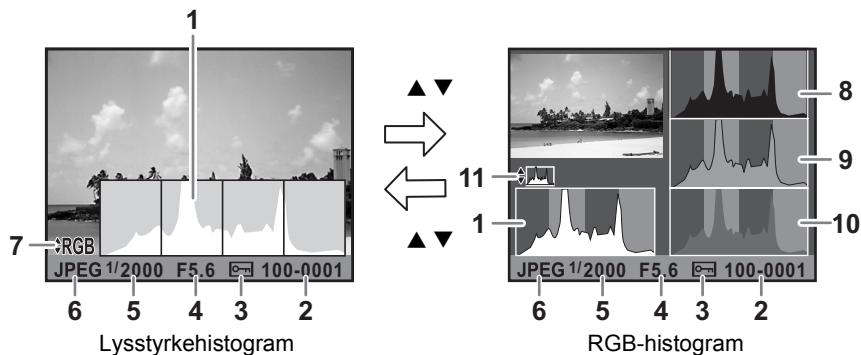 1
▲ ▼
8
9
11
1
10
7
RGB
▲ ▼
JPEG 1/2000 F5.6 100-0001
6 5 4 3 2
Lysstyrkehistogram
JPEG 1/2000 F5.6 100-0001
6 5 4 3 2
RGB-histogram